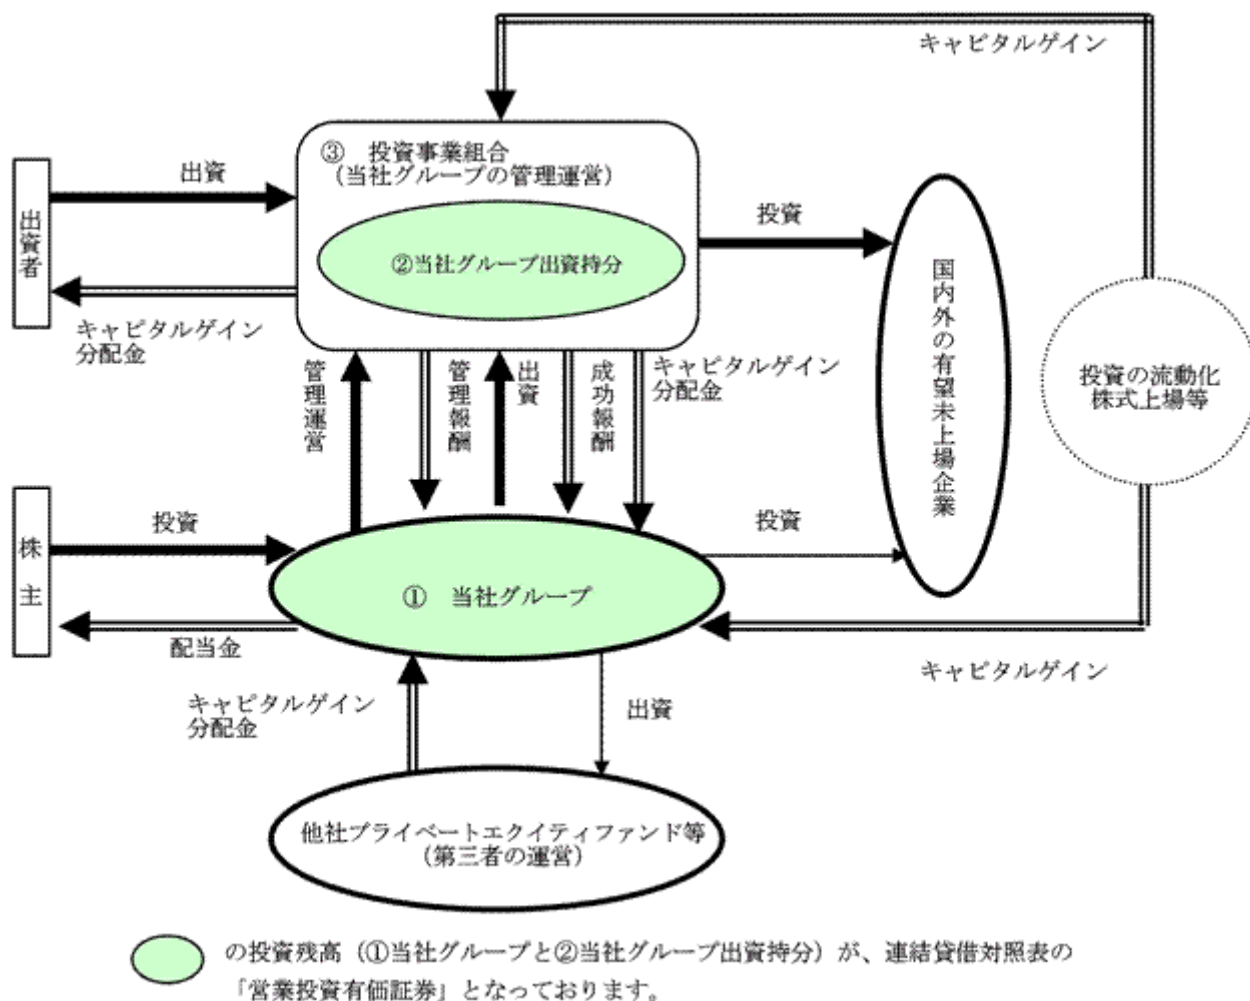 キャピタルゲイン
③　投資事業組合
（当社グループの管理運営）
出資
出資者
②当社グループ出資持分
投資
キャピタルゲイン
分配金
国内外の有望未上場企業
投資の流動化
株式上場等
管理運営
管理報酬
出資
成功報酬
キャピタルゲイン
分配金
株主
投資
投資
①　当社グループ
配当金
キャピタルゲイン
キャピタルゲイン
分配金
出資
他社プライベートエクイティファンド等
（第三者の運営）
の投資残高（①当社グループと②当社グループ出資持分）が、連結貸借対照表の
「営業投資有価証券」となっております。